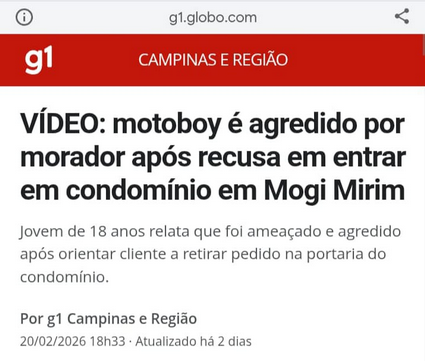 g1.globo.com
g1
CAMPINAS E REGIÃO
VÍDEO: motoboy é agredido por
morador após recusa em entrar
em condomínio em Mogi Mirim
Jovem de 18 anos relata que foi ameaçado e agredido
após orientar cliente a retirar pedido na portaria do
condomínio.
Por g1 Campinas e Região
20/02/2026 18h33 · Atualizado há 2 dias